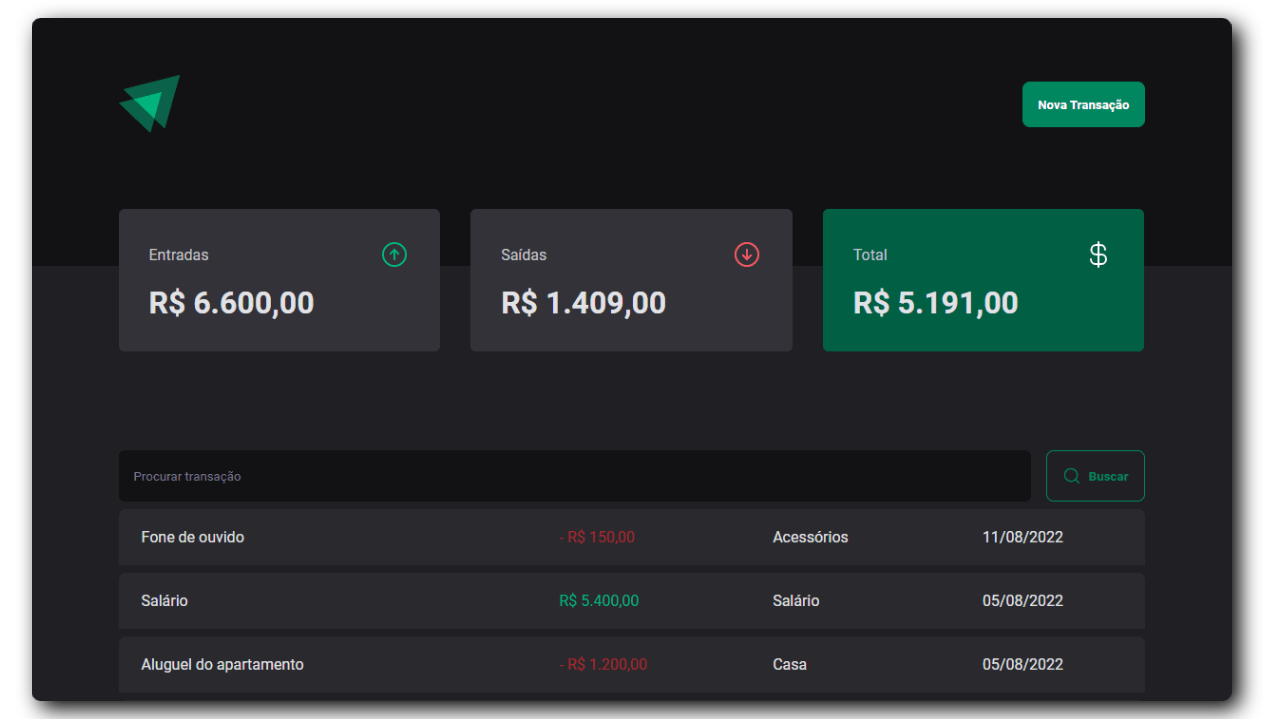 Nova Transação
Entradas
R$ 6.600,00
Saídas
R$ 1.409,00
Total
$
R$ 5.191,00
Procurar transação
Buscar
Fone de ouvido - R$ 150,00 Acessórios 11/08/2022
Salário R$ 5.400,00 Salário 05/08/2022
Aluguel do apartamento - R$ 1.200,00 Casa 05/08/2022